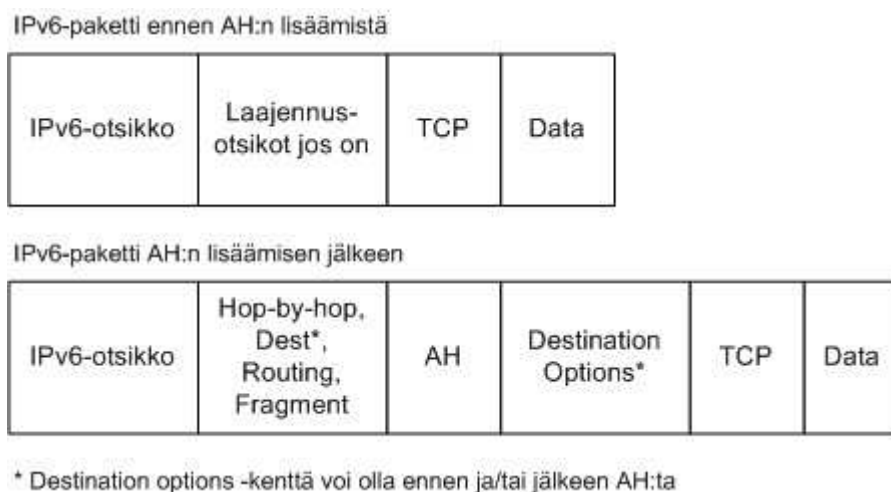 IPv6-paketti ennen AH:n lisäämistä
IPv6-otsikko
Laajennus-
otsikot jos on
TCP
Data
IPv6-paketti AH:n lisäämisen jälkeen
IPv6-otsikko
Hop-by-hop,
Dest*,
Routing,
Fragment
AH
Destination
Options*
TCP
Data
* Destination options -kenttä voi olla ennen ja/tai jälkeen AH:ta